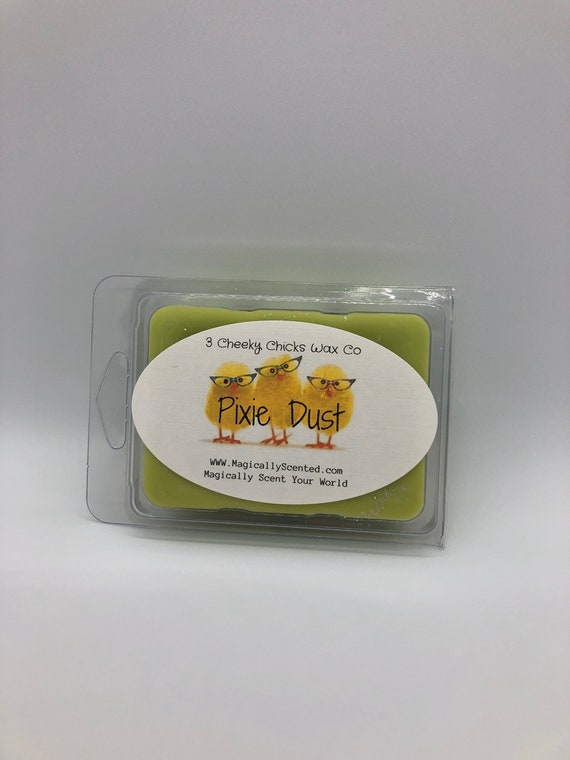 3 Cheeky Chicks Wax Co
Pixie Dust
WWW.MagicallyScented.com
Magically Scent Your World